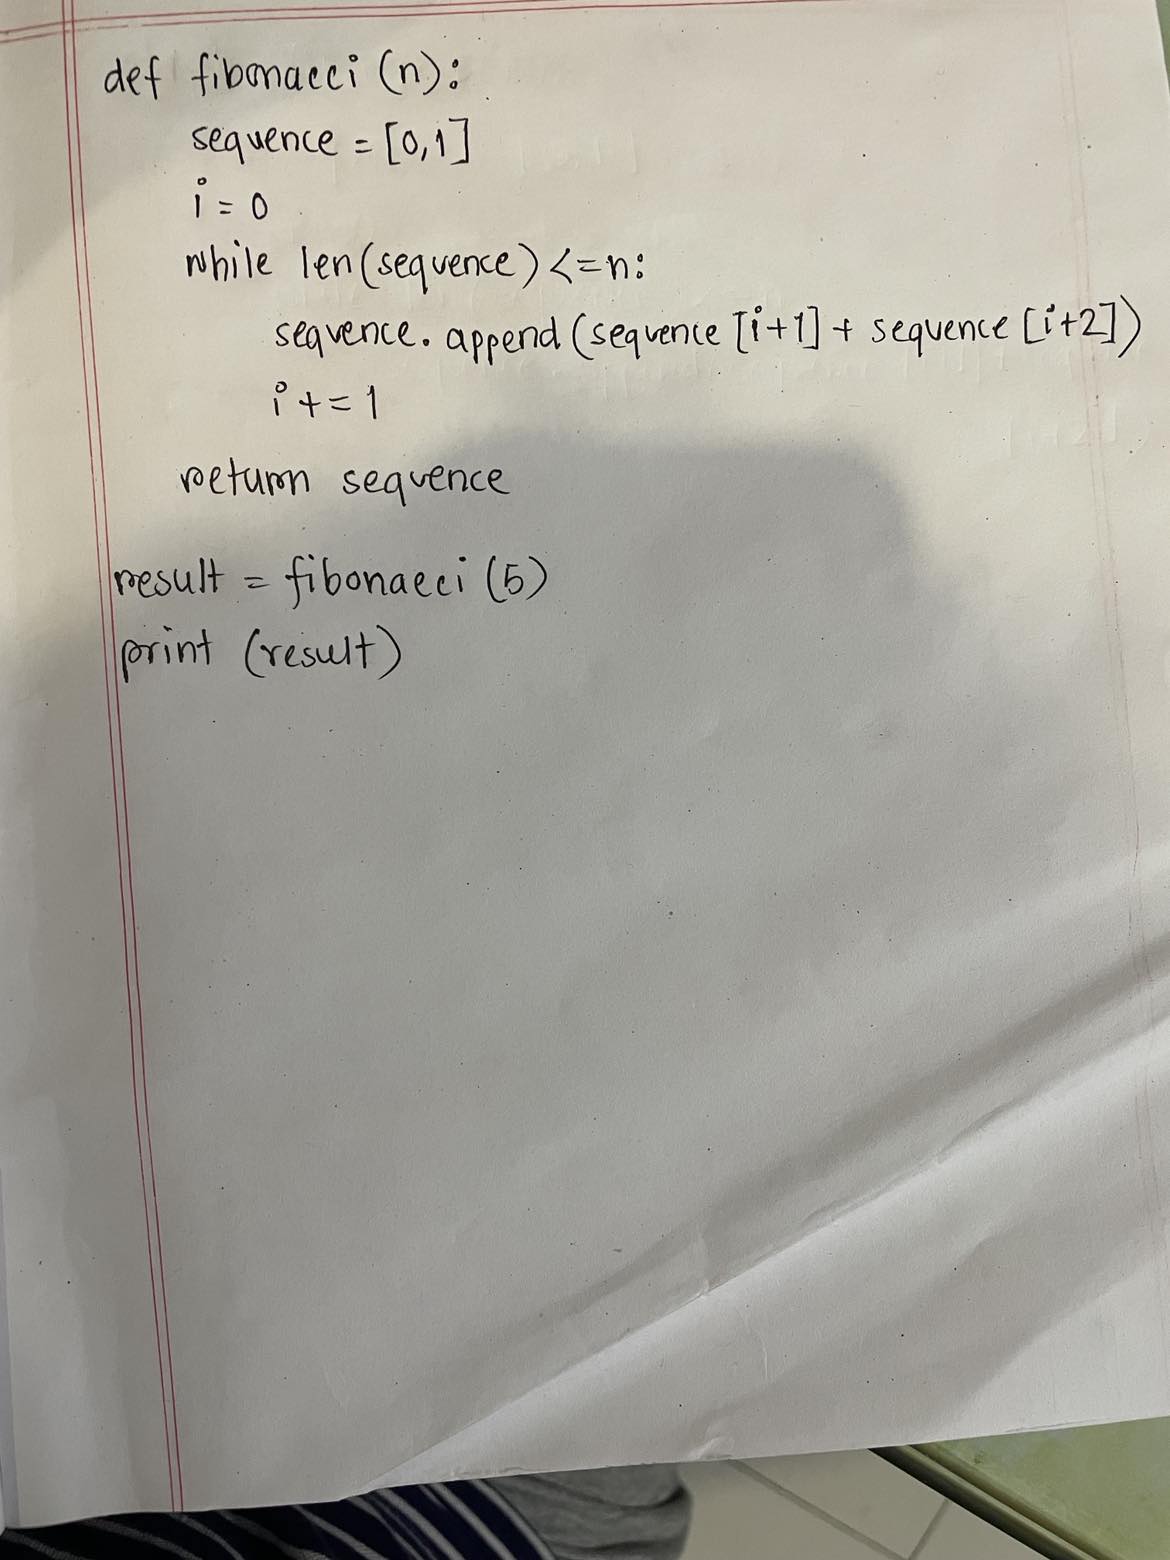 def fibonacci (n):
sequence = [0,1]
i = 0
while len(sequence) <=n:
sequence. append (sequence [i+1] + sequence [i+2])
i += 1
return sequence
result = fibonacci (5)
print (result)